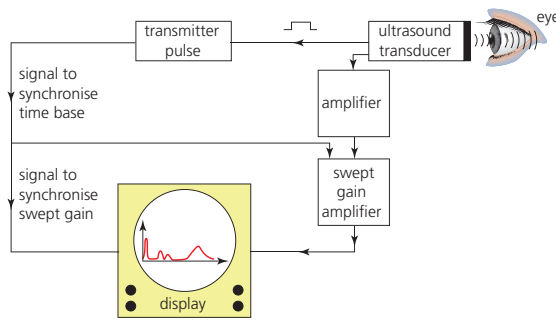 transmitter
pulse
ultrasound
transducer
eye
signal to
synchronise
time base
amplifier
signal to
synchronise
swept gain
swept
gain
amplifier
display